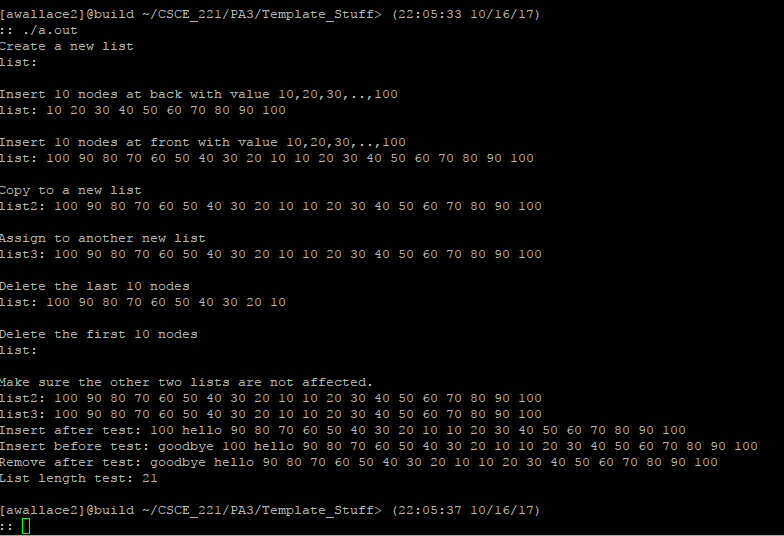 [awallace2]@build ~/CSCE_221/PA3/Template_Stuff> (22:05:33 10/16/17)
:: ./a.out
Create a new list
list:
Insert 10 nodes at back with value 10,20,30,..,100
list: 10 20 30 40 50 60 70 80 90 100
Insert 10 nodes at front with value 10,20,30,..,100
list: 100 90 80 70 60 50 40 30 20 10 10 20 30 40 50 60 70 80 90 100
Copy to a new list
list2: 100 90 80 70 60 50 40 30 20 10 10 20 30 40 50 60 70 80 90 100
Assign to another new list
list3: 100 90 80 70 60 50 40 30 20 10 10 20 30 40 50 60 70 80 90 100
Delete the last 10 nodes
list: 100 90 80 70 60 50 40 30 20 10
Delete the first 10 nodes
list:
Make sure the other two lists are not affected.
list2: 100 90 80 70 60 50 40 30 20 10 10 20 30 40 50 60 70 80 90 100
list3: 100 90 80 70 60 50 40 30 20 10 10 20 30 40 50 60 70 80 90 100
Insert after test: 100 hello 90 80 70 60 50 40 30 20 10 10 20 30 40 50 60 70 80 90 100
Insert before test: goodbye 100 hello 90 80 70 60 50 40 30 20 10 10 20 30 40 50 60 70 80 90 100
Remove after test: goodbye hello 90 80 70 60 50 40 30 20 10 10 20 30 40 50 60 70 80 90 100
List length test: 21
[awallace2]@build ~/CSCE_221/PA3/Template_Stuff> (22:05:37 10/16/17)
::